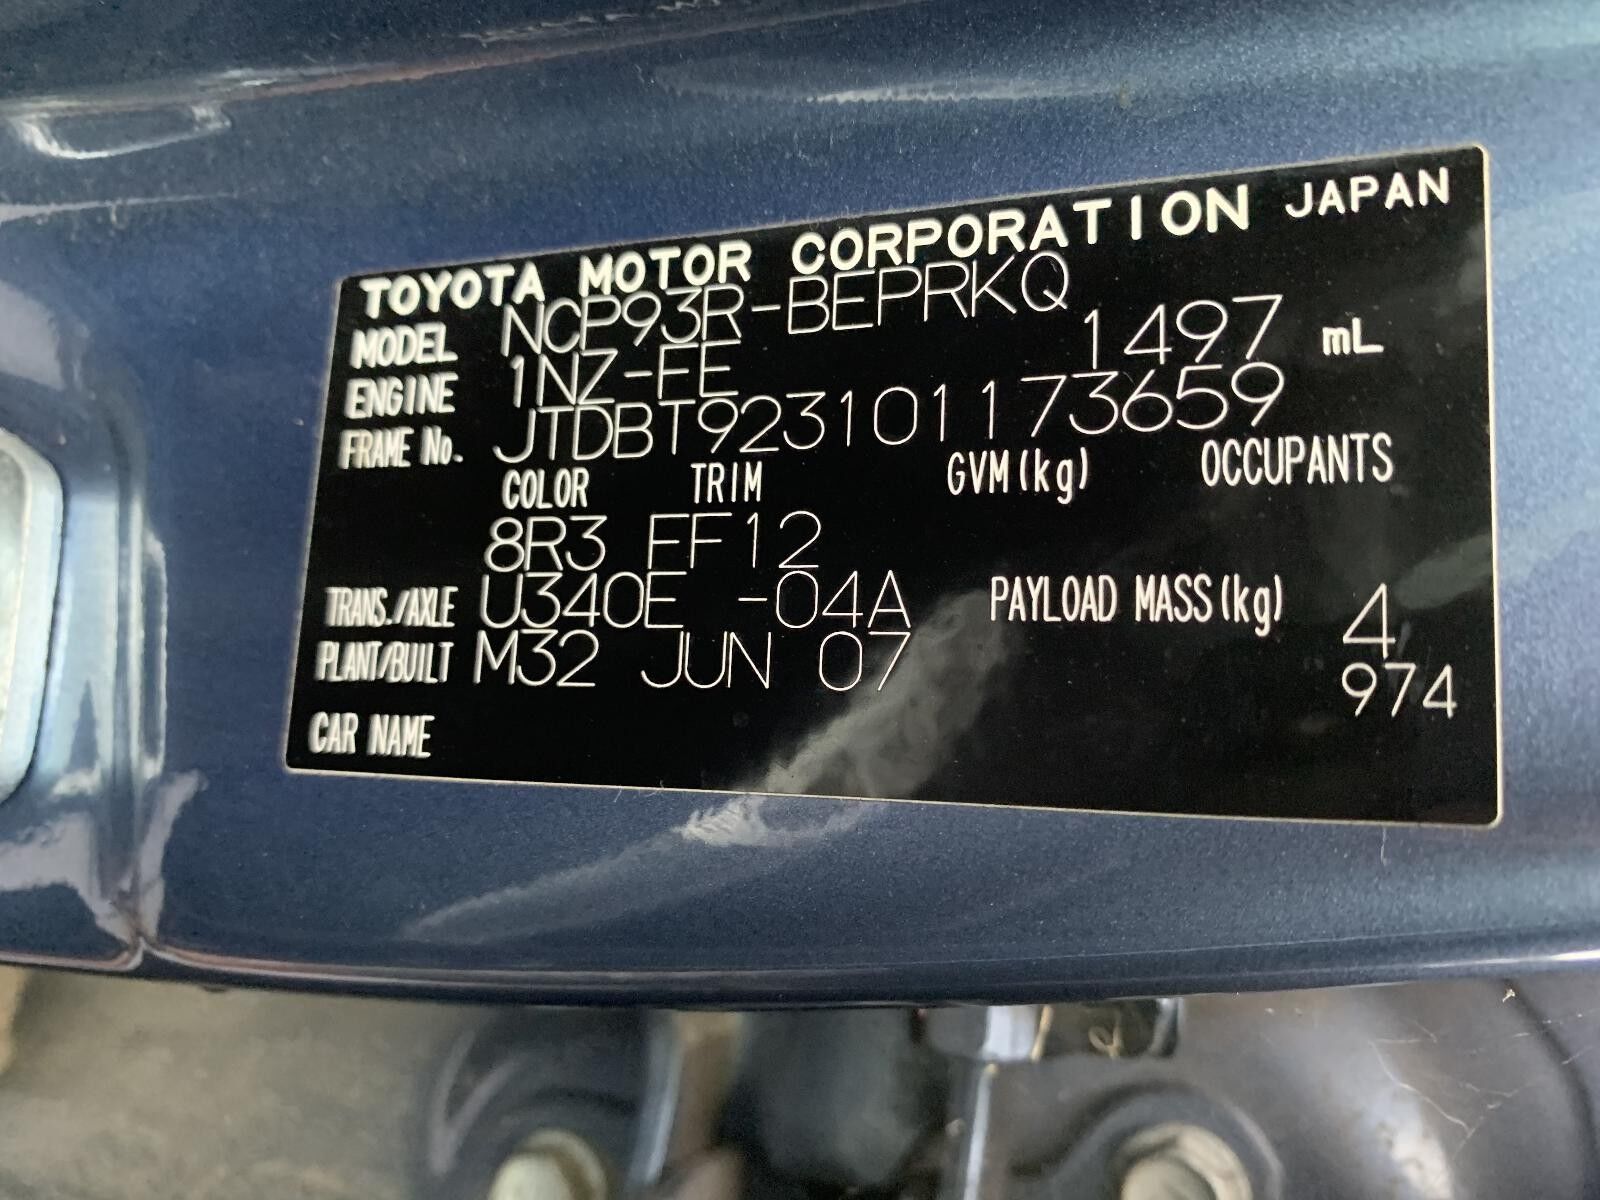 TOYOTA MOTOR CORPORATION JAPAN
MODEL NCP93R-BEPRKQ
ENGINE 1NZ-FE 1497 mL
FRAME No. JTDBT923101173659
COLOR TRIM GVM(kg) OCCUPANTS
8R3 FF12
TRANS./AXLE U340E -04A PAYLOAD MASS(kg) 4
PLANT/BUILT M32 JUN 07 974
CAR NAME